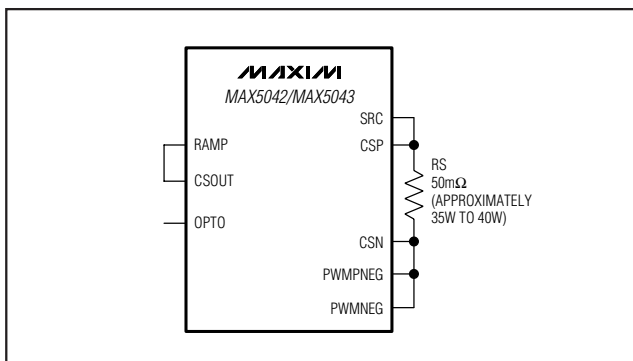 MAXIM
MAX5042/MAX5043
SRC
RAMP
CSP
RS
50mΩ
(APPROXIMATELY
35W TO 40W)
CSOUT
OPTO
CSN
PWMPNEG
PWMNEG